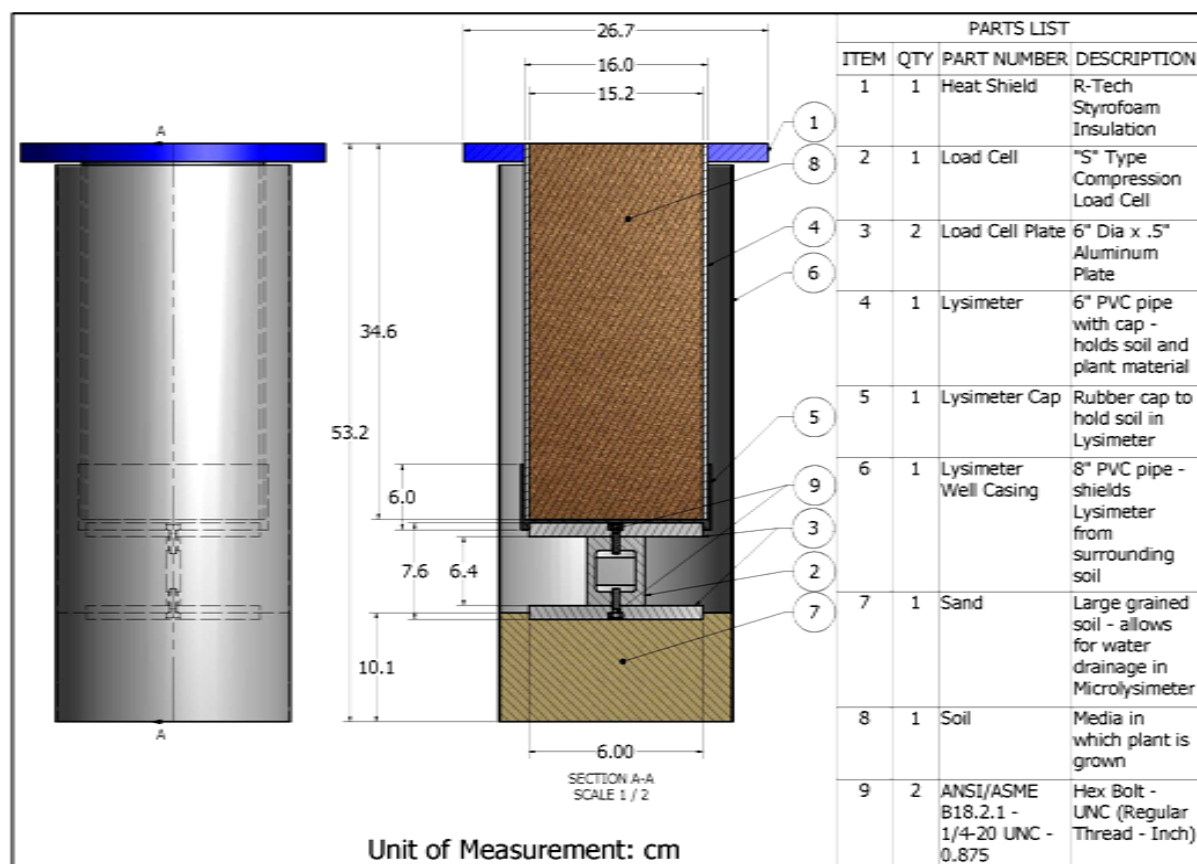 A
A
26.7
16.0
15.2
34.6
53.2
6.0
7.6
6.4
10.1
6.00
SECTION A-A
SCALE 1 / 2
1
8
4
6
5
9
3
2
7
Unit of Measurement: cm
PARTS LIST
ITEM QTY PART NUMBER DESCRIPTION
1 1 Heat Shield R-Tech
Styrofoam
Insulation
2 1 Load Cell "S" Type
Compression
Load Cell
3 2 Load Cell Plate 6" Dia x .5"
Aluminum
Plate
4 1 Lysimeter 6" PVC pipe
with cap -
holds soil and
plant material
5 1 Lysimeter Cap Rubber cap to
hold soil in
Lysimeter
6 1 Lysimeter 8" PVC pipe -
Well Casing shields
Lysimeter
from
surrounding
soil
7 1 Sand Large grained
soil - allows
for water
drainage in
Microlysimeter
8 1 Soil Media in
which plant is
grown
9 2 ANSI/ASME Hex Bolt -
B18.2.1 - UNC (Regular
1/4-20 UNC - Thread - Inch)
0.875